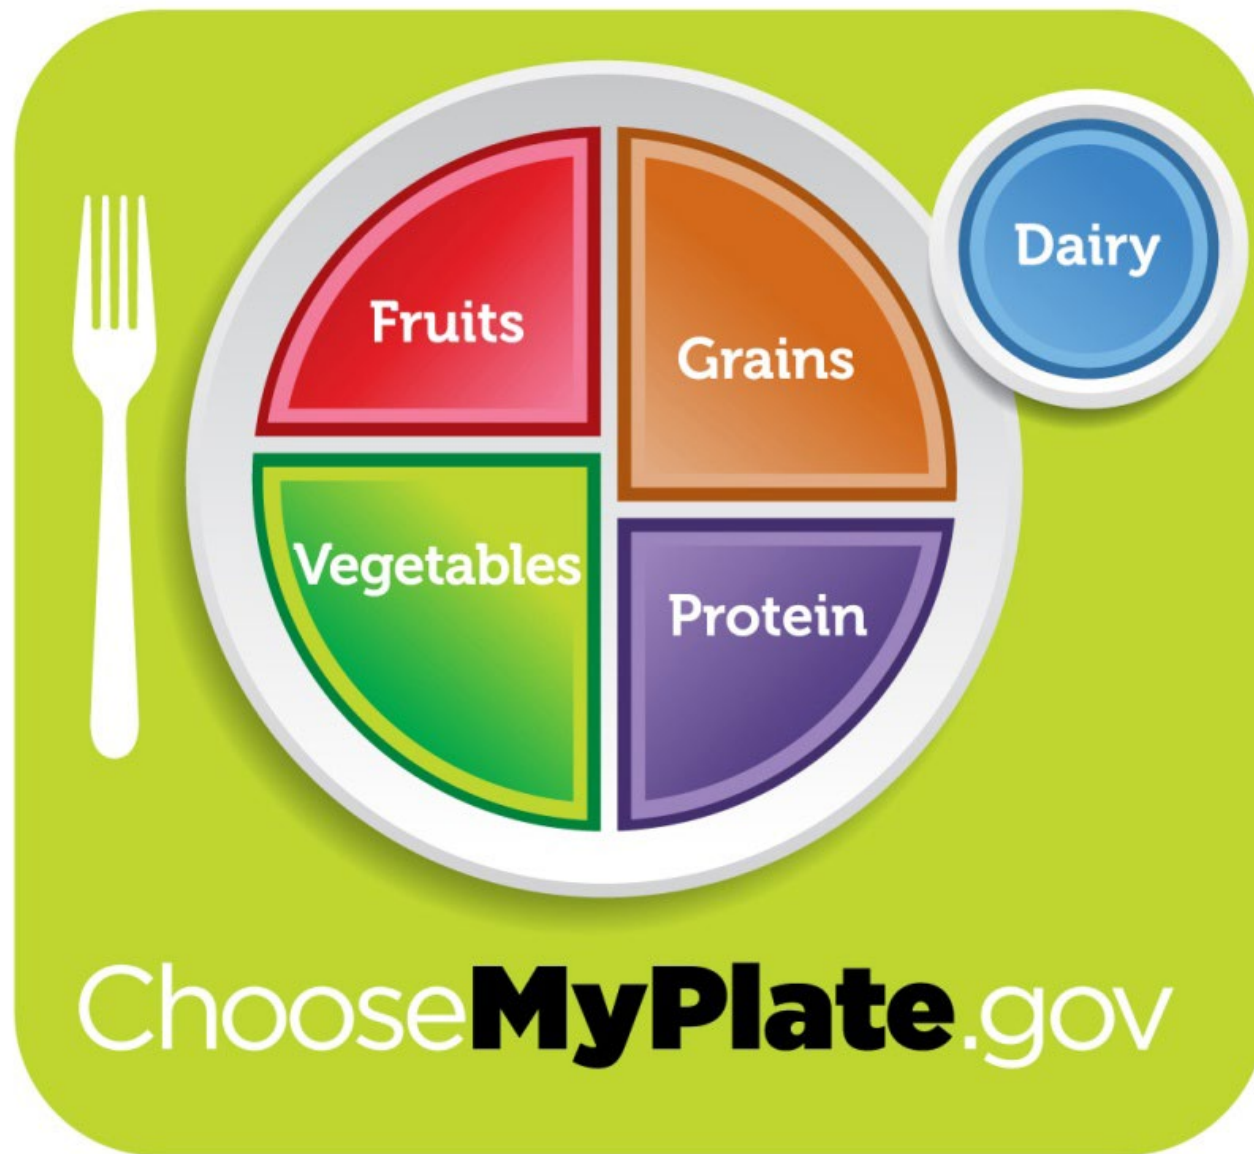 Fruits
Grains
Dairy
Vegetables
Protein
ChooseMyPlate.gov